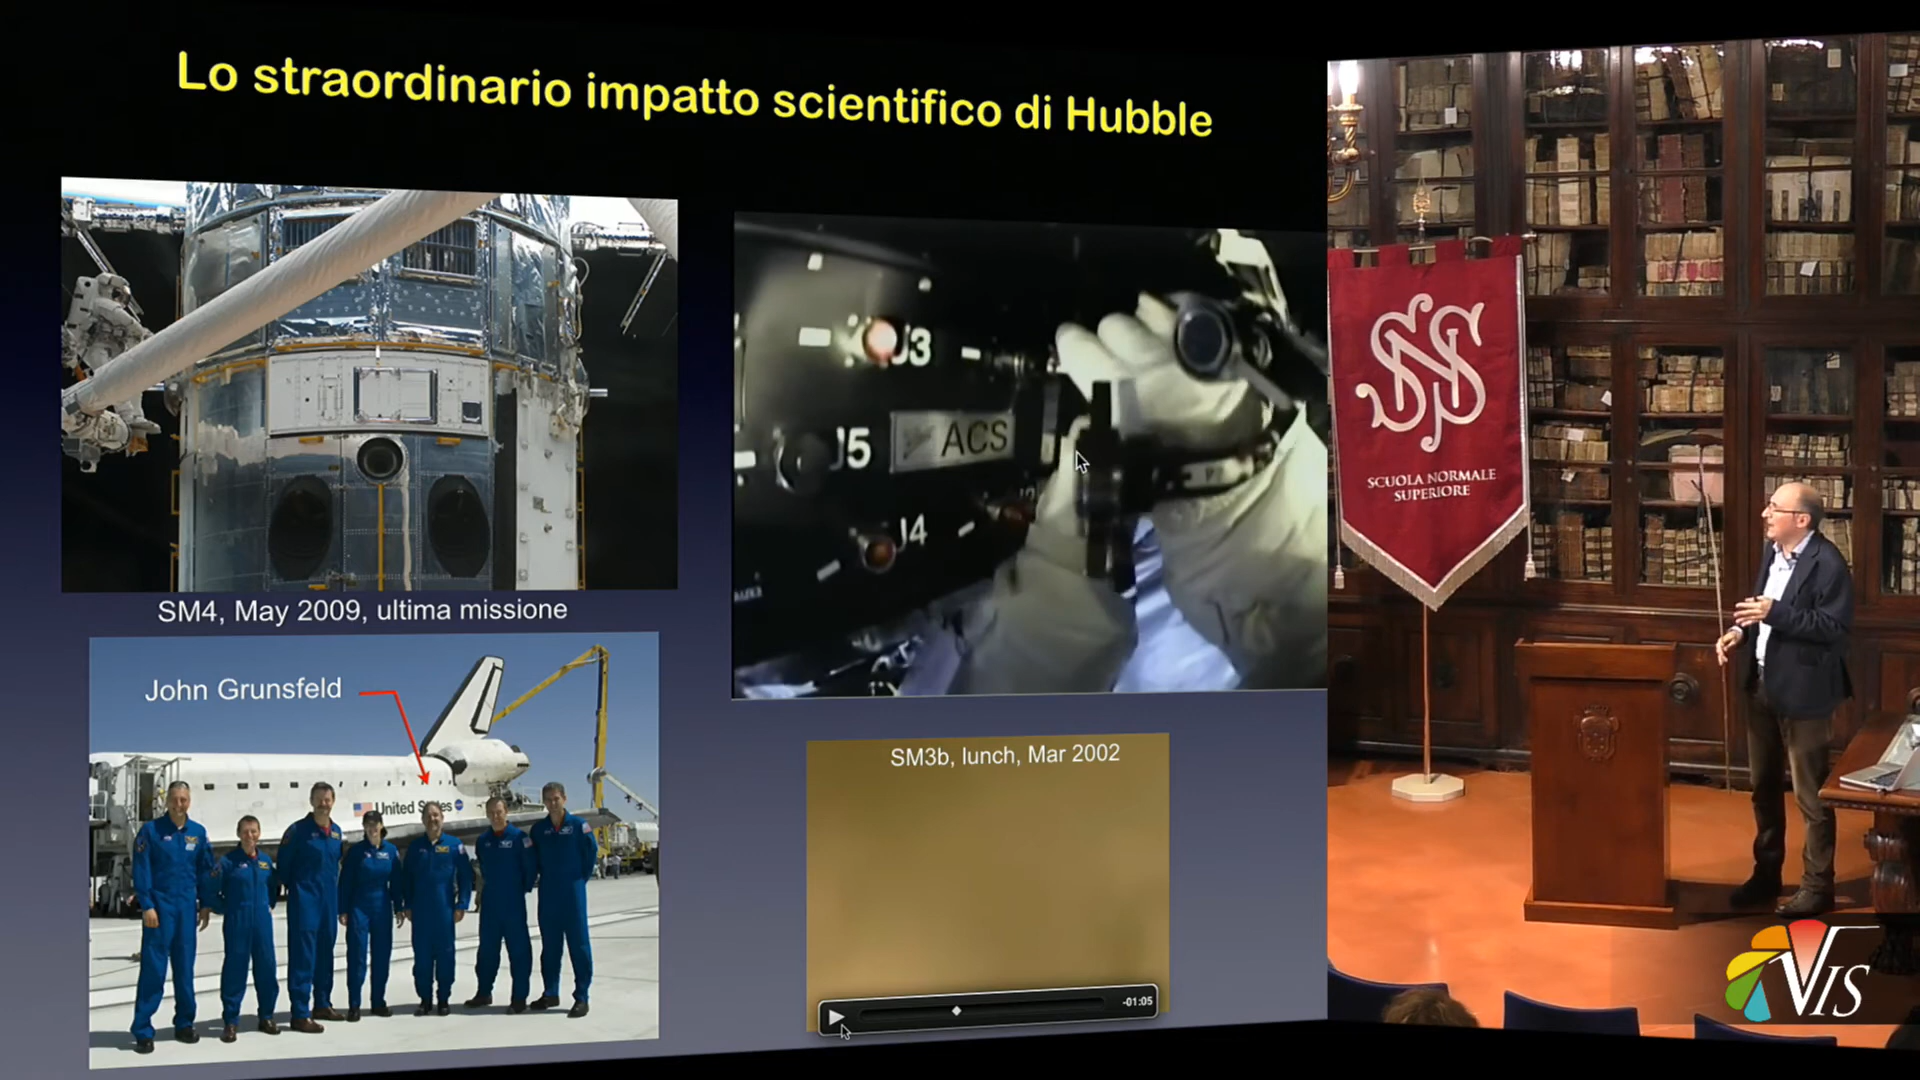 Lo straordinario impatto scientifico di Hubble
J3
J5
ACS
J4
SM4, May 2009, ultima missione
John Grunsfeld
United States
SM3b, lunch, Mar 2002
-01:05
SNS
SCUOLA NORMALE
SUPERIORE
VIS